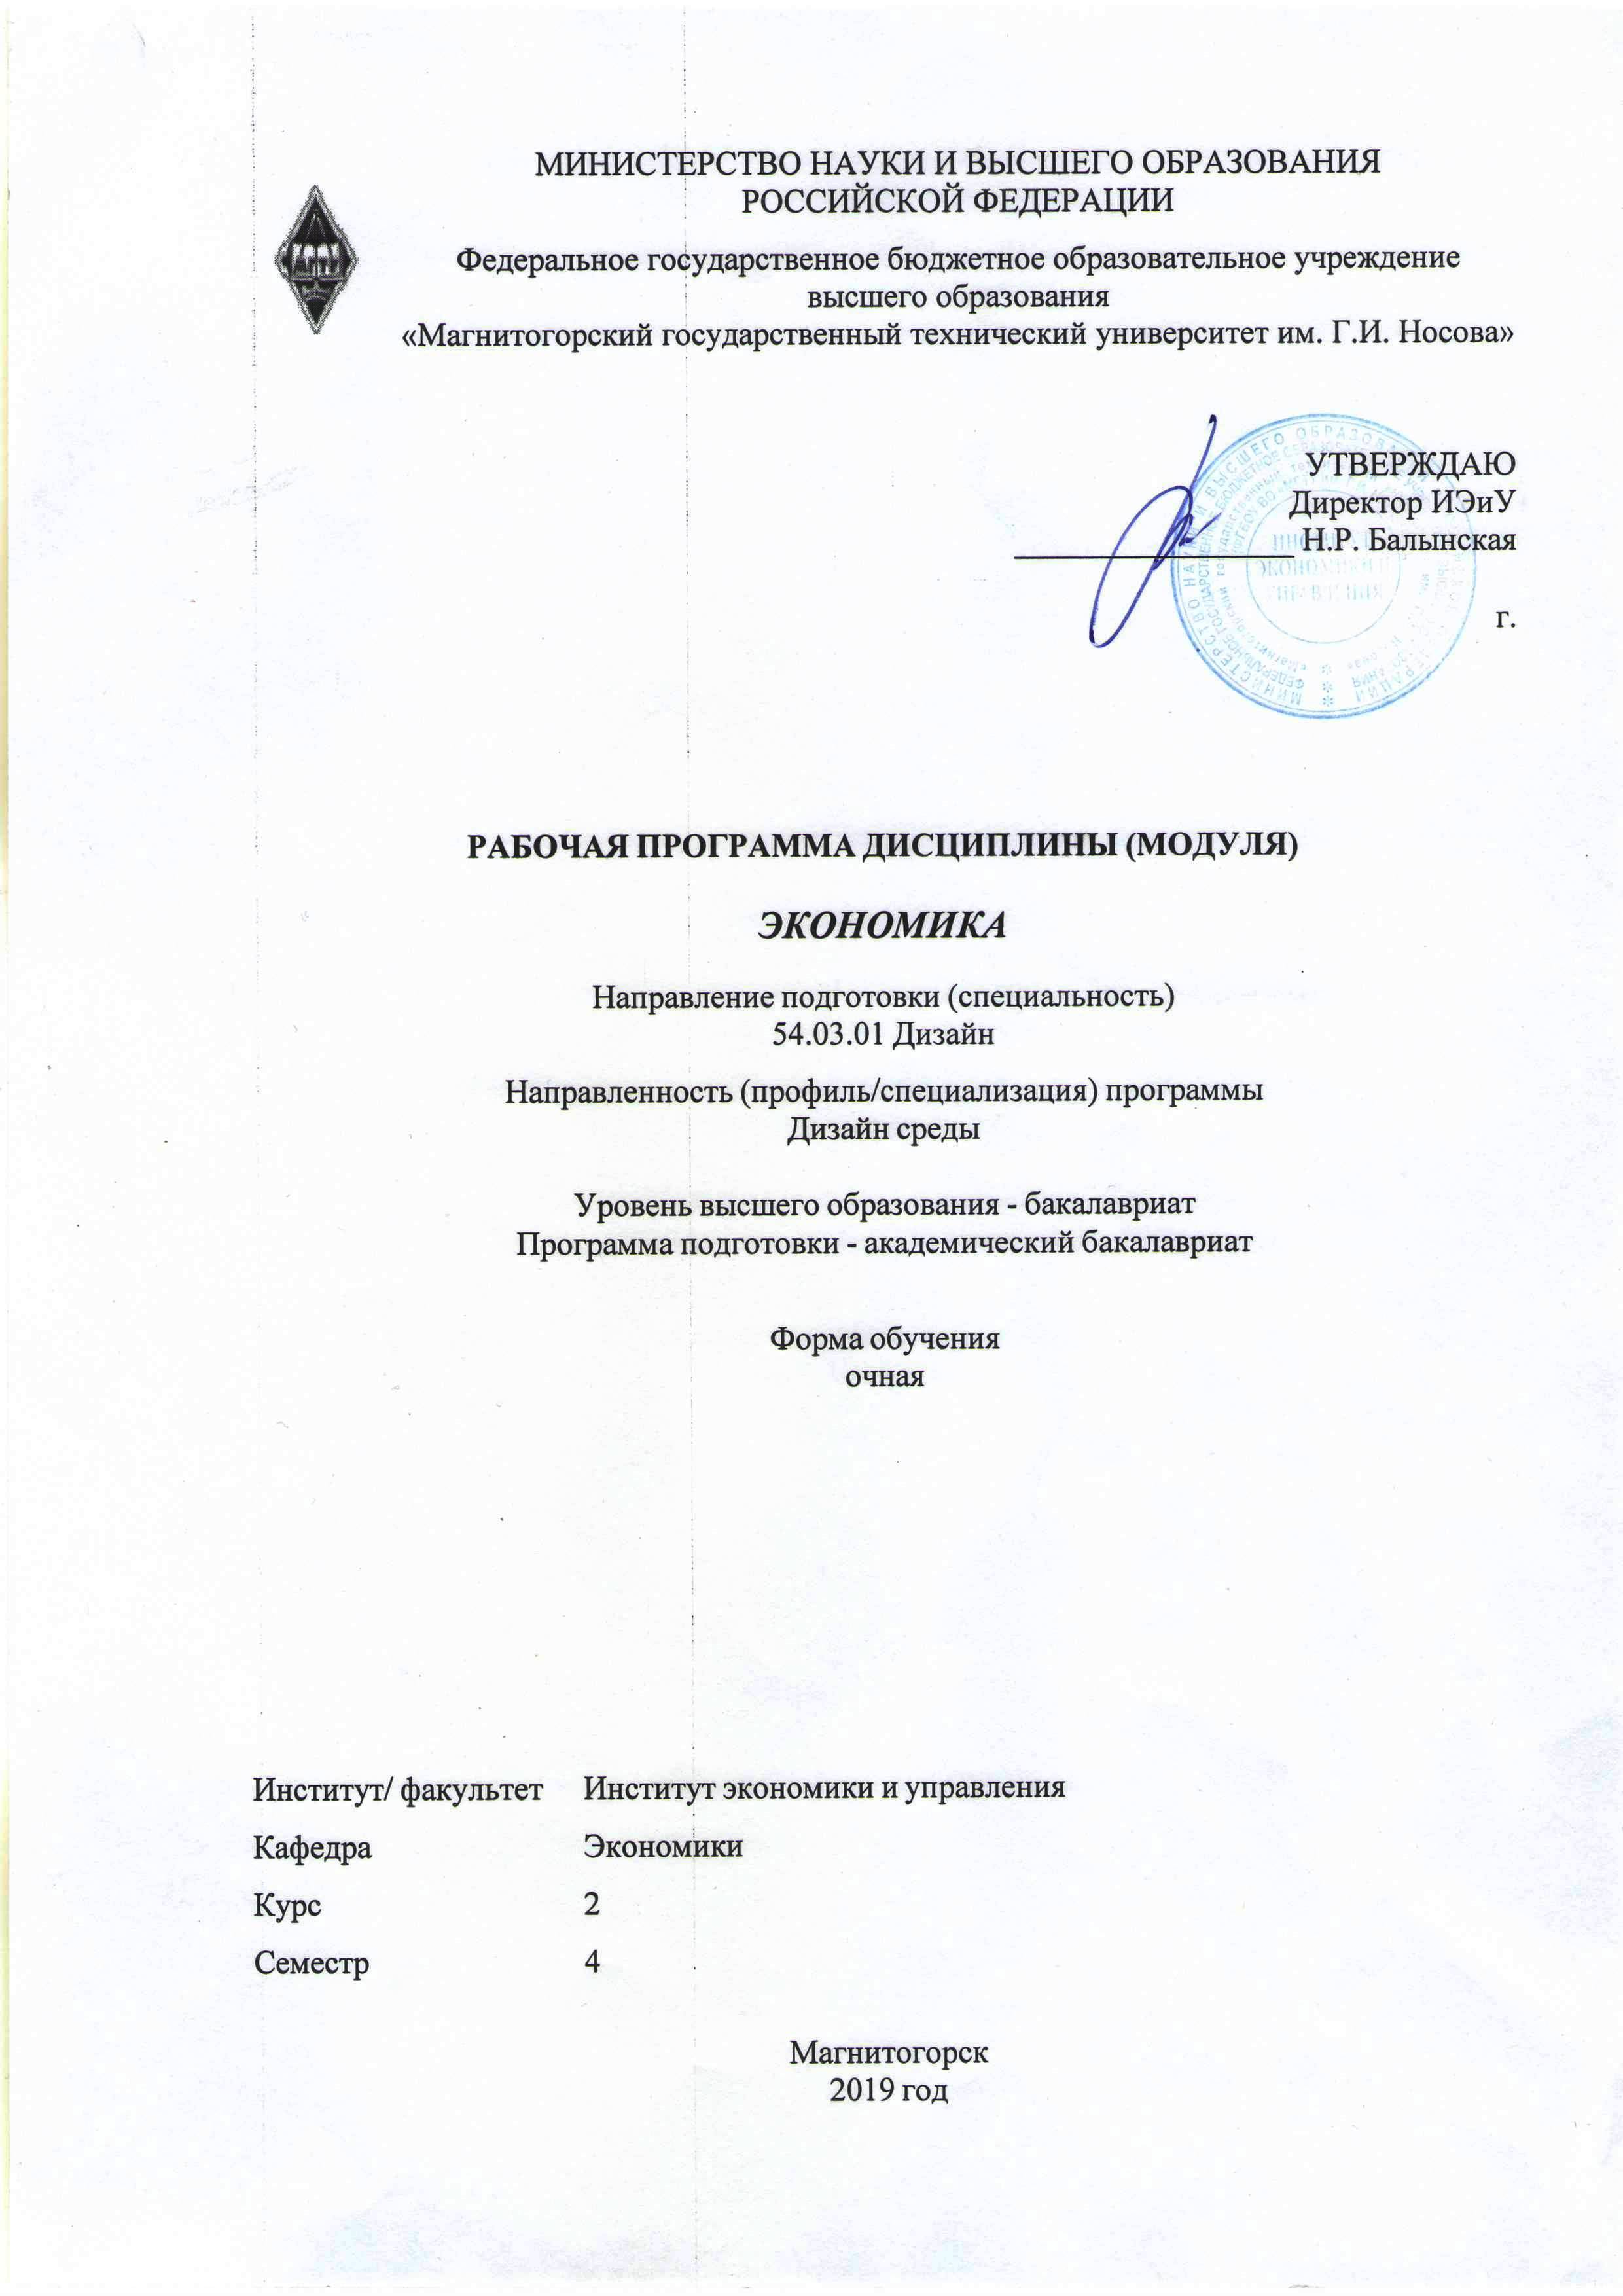 МИНИСТЕРСТВО НАУКИ И ВЫСШЕГО ОБРАЗОВАНИЯ
РОССИЙСКОЙ ФЕДЕРАЦИИ
Федеральное государственное бюджетное образовательное учреждение
высшего образования
«Магнитогорский государственный технический университет им. Г.И. Носова»
УТВЕРЖДАЮ
Директор ИЭиУ
Н.Р. Балынская
г.
РАБОЧАЯ ПРОГРАММА ДИСЦИПЛИНЫ (МОДУЛЯ)
ЭКОНОМИКА
Направление подготовки (специальность)
54.03.01 Дизайн
Направленность (профиль/специализация) программы
Дизайн среды
Уровень высшего образования - бакалавриат
Программа подготовки - академический бакалавриат
Форма обучения
очная
Институт/ факультет Институт экономики и управления
Кафедра Экономики
Курс 2
Семестр 4
Магнитогорск
2019 год